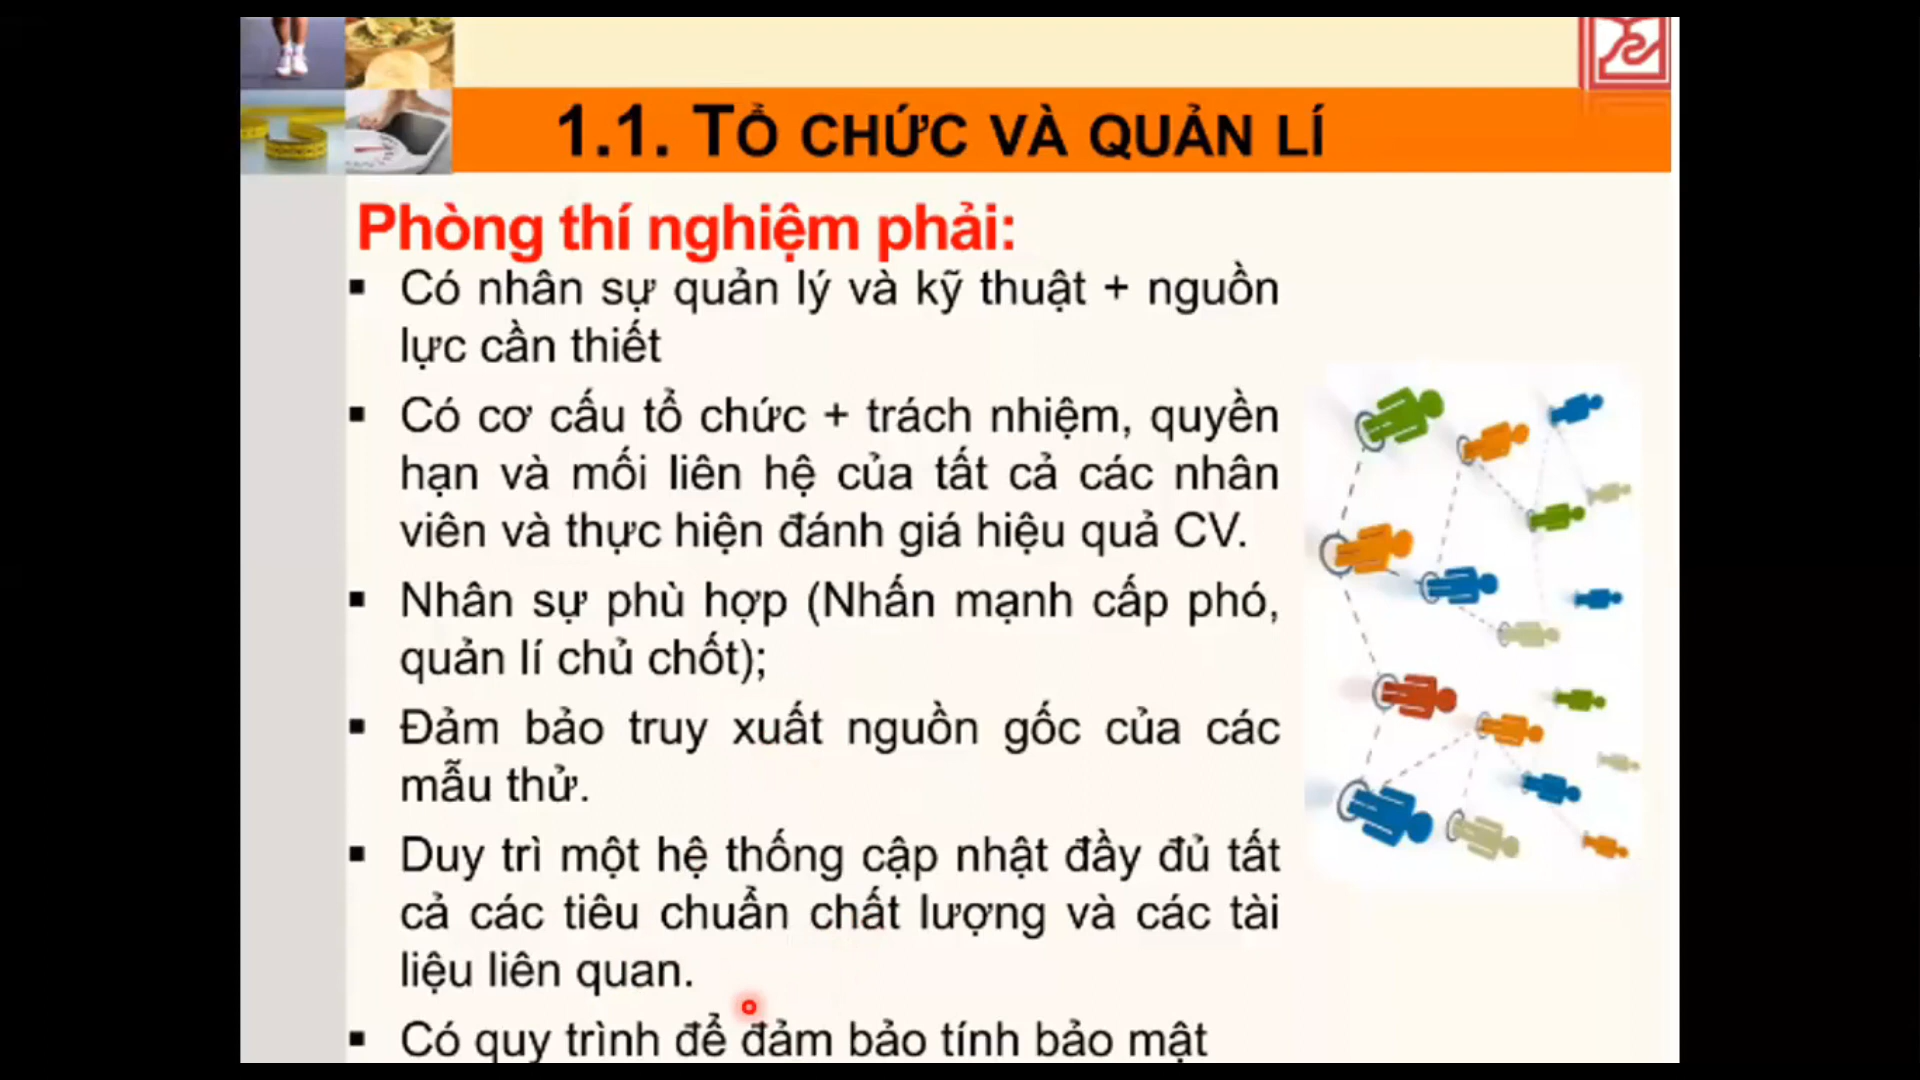 1.1. TỔ CHỨC VÀ QUẢN LÍ
Phòng thí nghiệm phải:
▪ Có nhân sự quản lý và kỹ thuật + nguồn
lực cần thiết
▪ Có cơ cấu tổ chức + trách nhiệm, quyền
hạn và mối liên hệ của tất cả các nhân
viên và thực hiện đánh giá hiệu quả CV.
▪ Nhân sự phù hợp (Nhấn mạnh cấp phó,
quản lí chủ chốt);
▪ Đảm bảo truy xuất nguồn gốc của các
mẫu thử.
▪ Duy trì một hệ thống cập nhật đầy đủ tất
cả các tiêu chuẩn chất lượng và các tài
liệu liên quan.
▪ Có quy trình để đảm bảo tính bảo mật